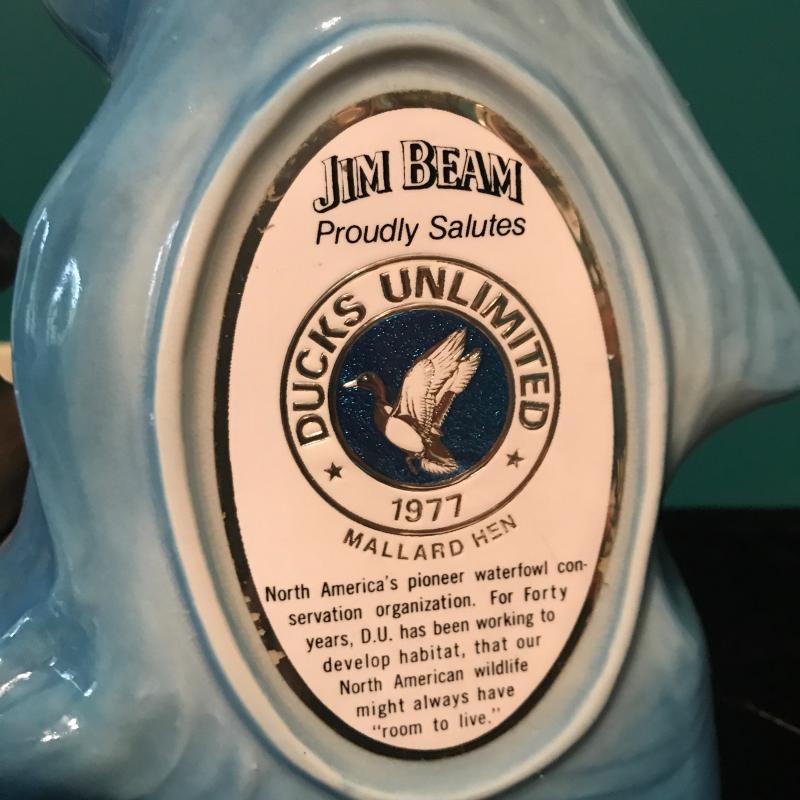 JIM BEAM
Proudly Salutes
DUCKS UNLIMITED
★ ★
1977
MALLARD HEN
North America's pioneer waterfowl con-
servation organization. For Forty
years, D.U. has been working to
develop habitat, that our
North American wildlife
might always have
"room to live."